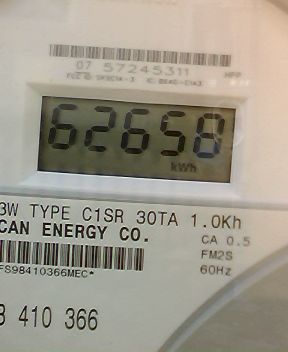 07 57245311
62658
kWh
3W TYPE C1SR 30TA 1.0Kh
CAN ENERGY CO.
CA 0.5
FM2S
60Hz
FS98410366MEC*
8 410 366